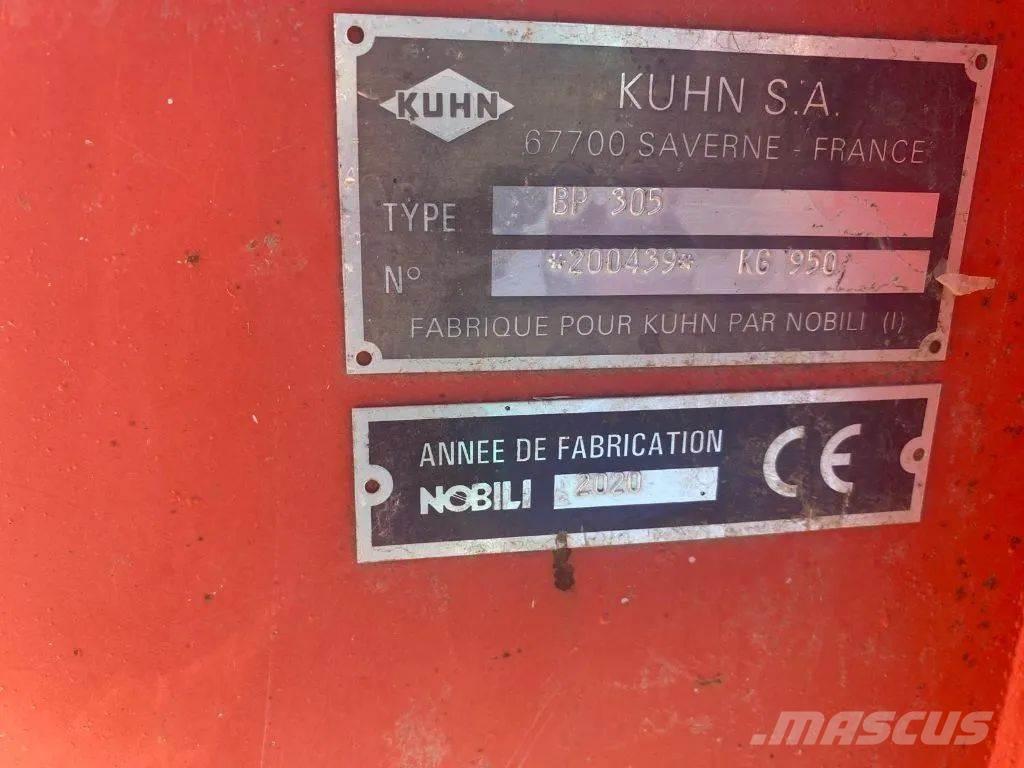 KUHN
KUHN S.A.
67700 SAVERNE - FRANCE
TYPE BP 305
N° *200439* KG 950
FABRIQUE POUR KUHN PAR NOBILI (I)
ANNEE DE FABRICATION
NOBILI 2020
CE
MASCUS